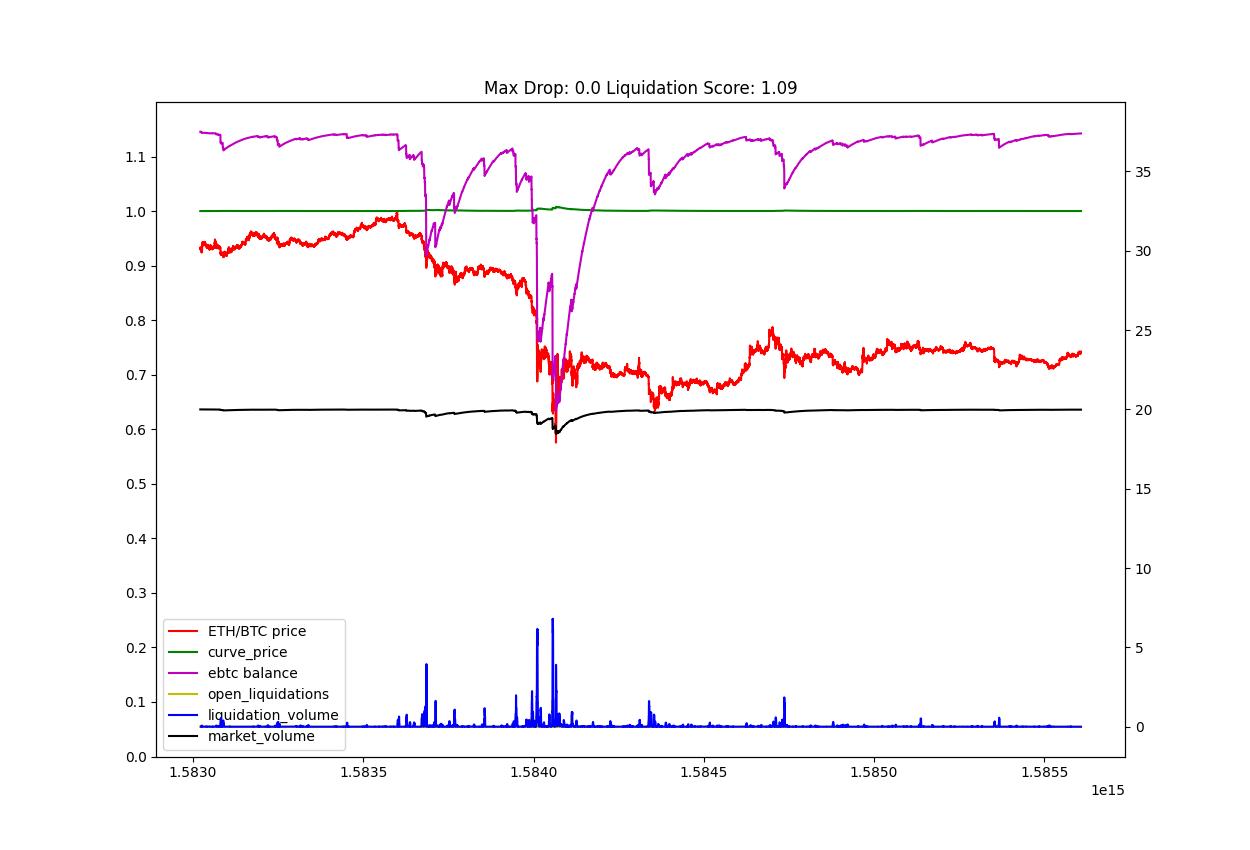 Max Drop: 0.0 Liquidation Score: 1.09
1.1
1.0
0.9
0.8
0.7
0.6
0.5
0.4
0.3
0.2
0.1
0.0
35
30
25
20
15
10
5
0
ETH/BTC price
curve_price
ebtc balance
open_liquidations
liquidation_volume
market_volume
1.5830 1.5835 1.5840 1.5845 1.5850 1.5855
1e15